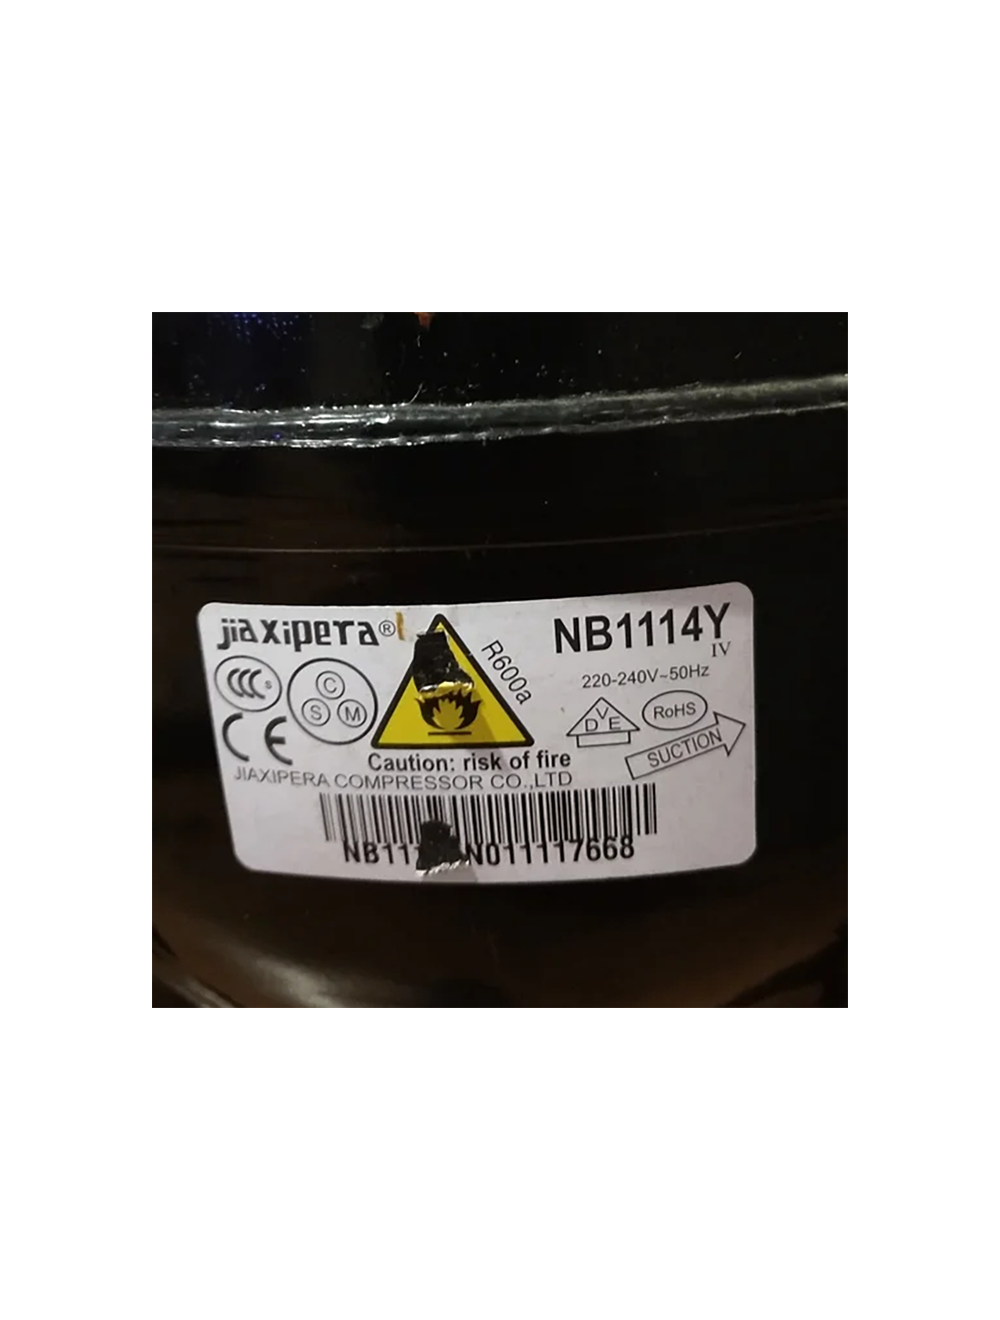 jiaxipera®
R600a
NB1114Y
IV
220-240V~50Hz
CCC S
C
S M
CE
DVE
RoHS
SUCTION
Caution: risk of fire
JIAXIPERA COMPRESSOR CO.,LTD
N011117668